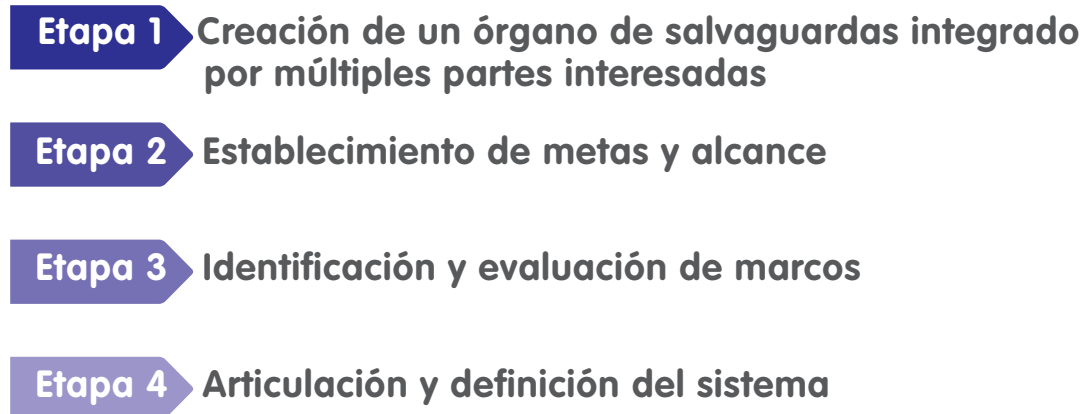 Etapa 1 Creación de un órgano de salvaguardas integrado
por múltiples partes interesadas
Etapa 2 Establecimiento de metas y alcance
Etapa 3 Identificación y evaluación de marcos
Etapa 4 Articulación y definición del sistema